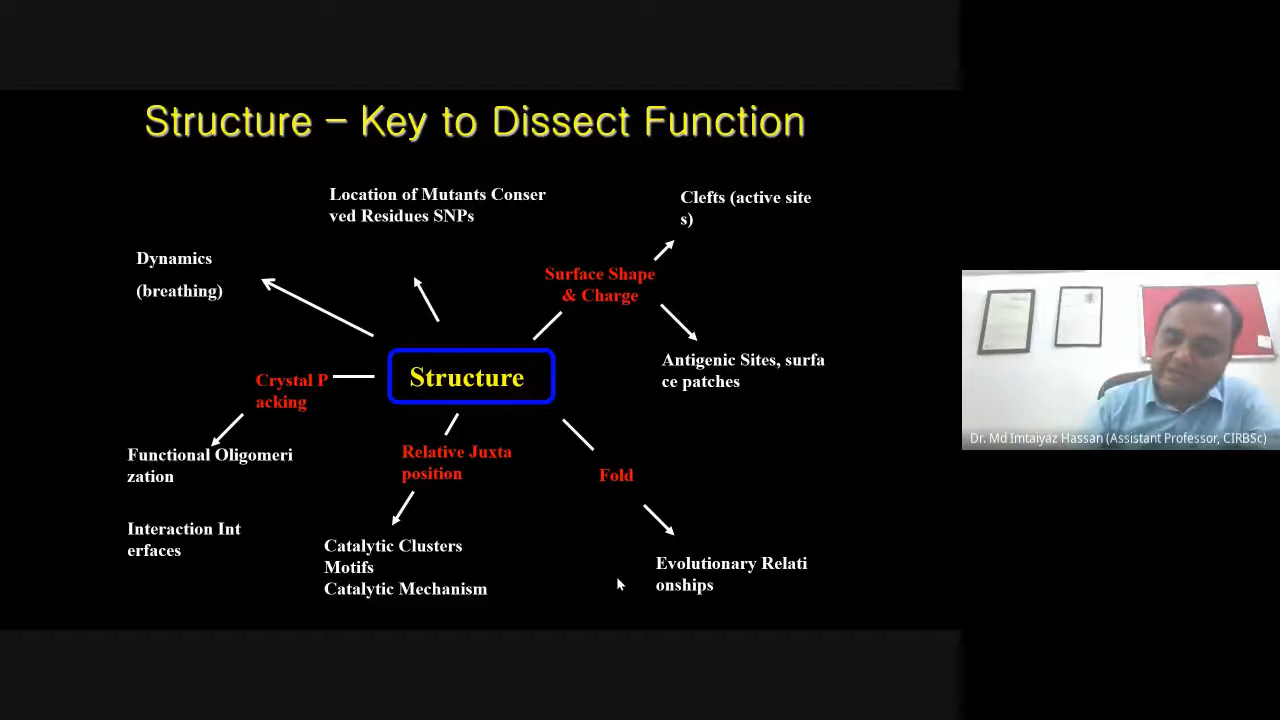 Structure – Key to Dissect Function
Location of Mutants Conser
ved Residues SNPs
Clefts (active site
s)
Dynamics
(breathing)
Surface Shape
& Charge
Antigenic Sites, surfa
ce patches
Structure
Crystal P
acking
Functional Oligomeri
zation
Relative Juxta
position
Fold
Interaction Int
erfaces
Catalytic Clusters
Motifs
Catalytic Mechanism
Evolutionary Relati
onships
Dr. Md Imtaiyaz Hassan (Assistant Professor, CIRBSc)